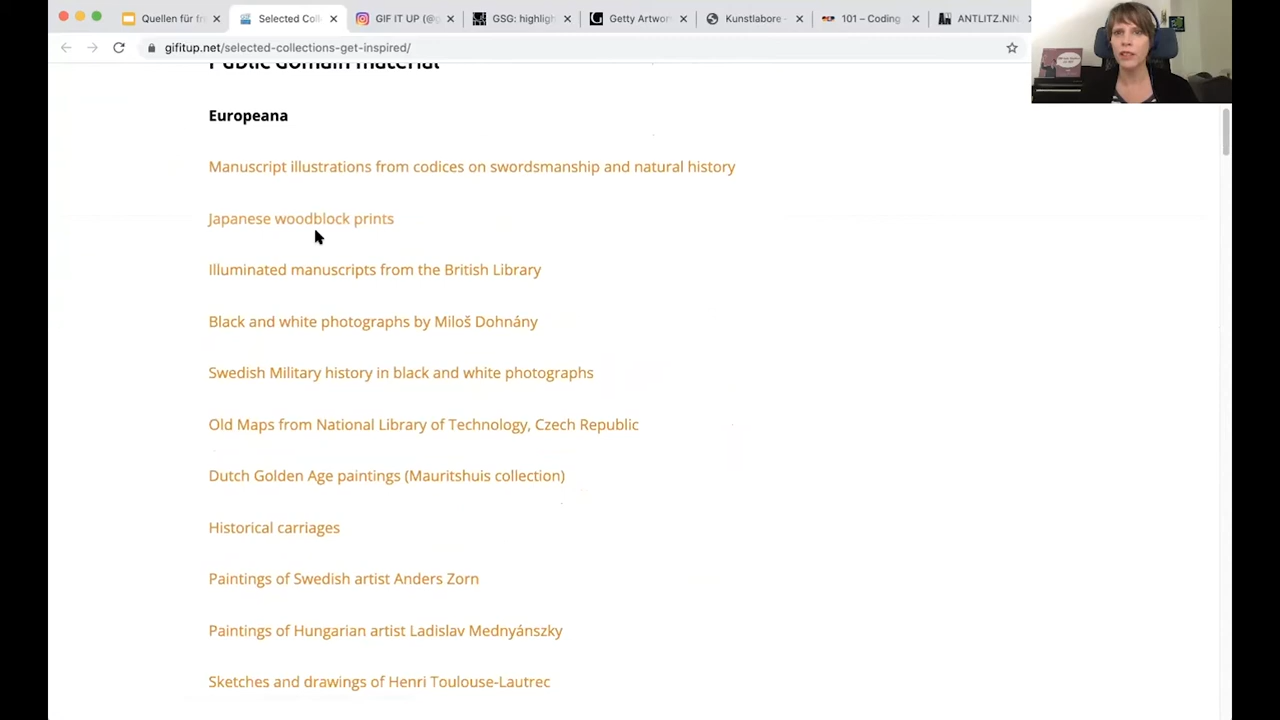 Quellen für fr
Selected Coll
GIF IT UP (@g
GSG: highligh
Getty Artwor
Kunstlabore -
101 – Coding
ANTLITZ.NIN
gifitup.net/selected-collections-get-inspired/
Public domain material
Europeana
Manuscript illustrations from codices on swordsmanship and natural history
Japanese woodblock prints
Illuminated manuscripts from the British Library
Black and white photographs by Miloš Dohnány
Swedish Military history in black and white photographs
Old Maps from National Library of Technology, Czech Republic
Dutch Golden Age paintings (Mauritshuis collection)
Historical carriages
Paintings of Swedish artist Anders Zorn
Paintings of Hungarian artist Ladislav Mednyánszky
Sketches and drawings of Henri Toulouse-Lautrec